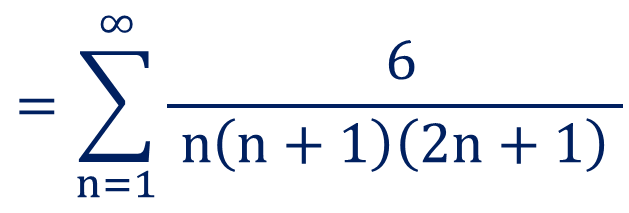 = ∑_{n=1}^{∞} 6 / n(n + 1)(2n + 1)